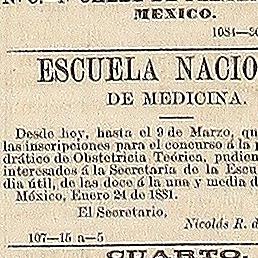 MEXICO.
1084—30
ESCUELA NACIO
DE MEDICINA.
Desde hoy, hasta el 9 de Marzo, qu
las inscripciones para el concurso á la p
drático de Obstetricia Teórica, pudien
interesados á la Secretaría de la Escu
dia útil, de las doce á la una y media d
México, Enero 24 de 1881.
El Secretario,
Nicolás R. d
107—15 a—5
CUARTO.